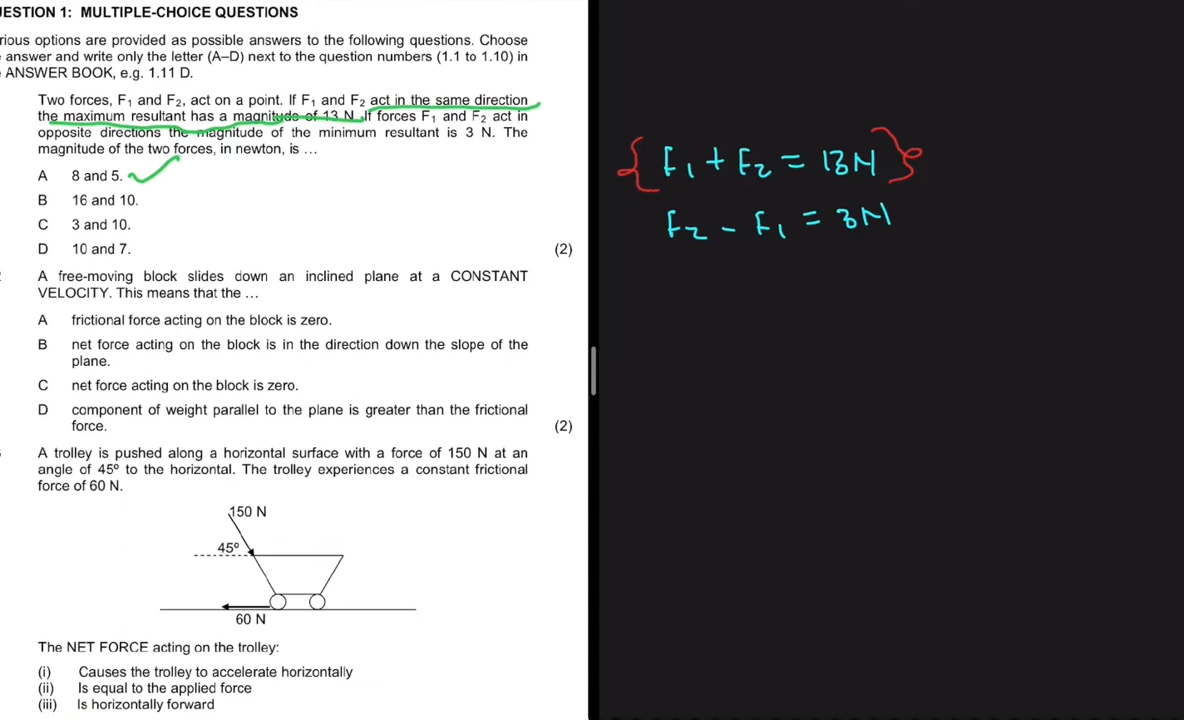 ESTION 1: MULTIPLE-CHOICE QUESTIONS
rious options are provided as possible answers to the following questions. Choose
answer and write only the letter (A–D) next to the question numbers (1.1 to 1.10) in
ANSWER BOOK, e.g. 1.11 D.
Two forces, F₁ and F₂, act on a point. If F₁ and F₂ act in the same direction
the maximum resultant has a magnitude of 13 N. If forces F₁ and F₂ act in
opposite directions the magnitude of the minimum resultant is 3 N. The
magnitude of the two forces, in newton, is …
A 8 and 5.
B 16 and 10.
C 3 and 10.
D 10 and 7. (2)
A free-moving block slides down an inclined plane at a CONSTANT
VELOCITY. This means that the …
A frictional force acting on the block is zero.
B net force acting on the block is in the direction down the slope of the
plane.
C net force acting on the block is zero.
D component of weight parallel to the plane is greater than the frictional
force. (2)
A trolley is pushed along a horizontal surface with a force of 150 N at an
angle of 45º to the horizontal. The trolley experiences a constant frictional
force of 60 N.
150 N
45º
60 N
The NET FORCE acting on the trolley:
(i) Causes the trolley to accelerate horizontally
(ii) Is equal to the applied force
(iii) Is horizontally forward
{F₁ + F₂ = 13N}
F₂ - F₁ = 3N